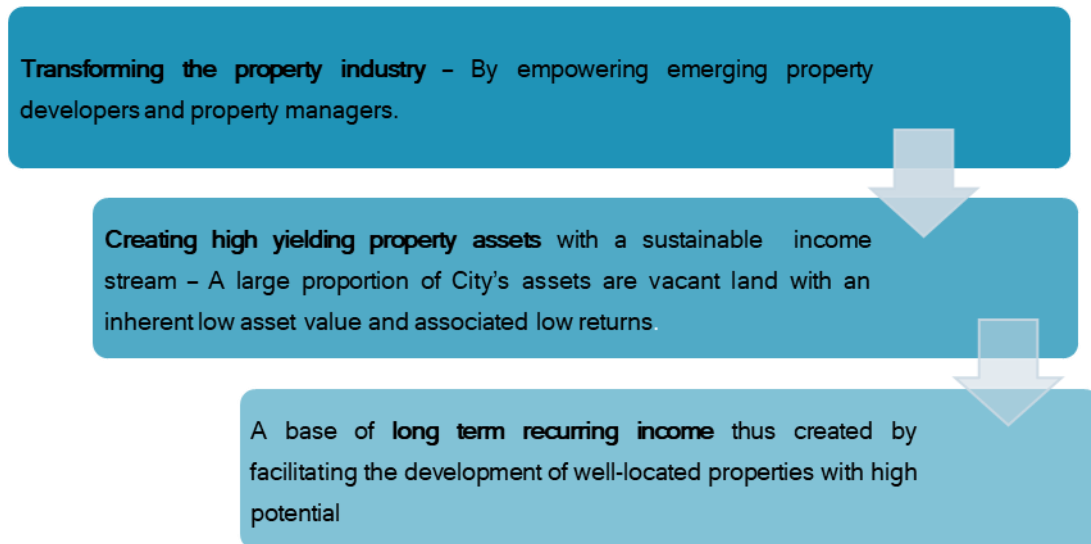 Transforming the property industry – By empowering emerging property
developers and property managers.
Creating high yielding property assets with a sustainable income
stream – A large proportion of City’s assets are vacant land with an
inherent low asset value and associated low returns.
A base of long term recurring income thus created by
facilitating the development of well-located properties with high
potential